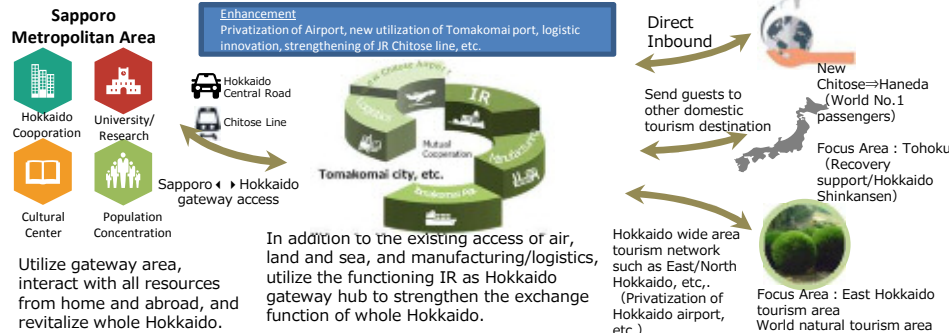 Sapporo
Metropolitan Area
Hokkaido
Cooporation
University/
Research
Cultural
Center
Population
Concentration
Utilize gateway area,
interact with all resources
from home and abroad, and
revitalize whole Hokkaido.
Enhancement
Privatization of Airport, new utilization of Tomakomai port, logistic
innovation, strengthening of JR Chitose line, etc.
Hokkaido
Central Road
Chitose Line
Sapporo Hokkaido
gateway access
Chitose Airport
IR
Logistics
Manufacturing
Mutual
Cooperation
Tomakomai city, etc.
Tomakomai
In addition to the existing access of air,
land and sea, and manufacturing/logistics,
utilize the functioning IR as Hokkaido
gateway hub to strengthen the exchange
function of whole Hokkaido.
Direct
Inbound
Send guests to
other domestic
tourism destination
Hokkaido wide area
tourism network
such as East/North
Hokkaido, etc,.
（Privatization of
Hokkaido airport,
etc.）
New
Chitose⇒Haneda
（World No.1
passengers）
Focus Area : Tohoku
（Recovery
support/Hokkaido
Shinkansen）
Focus Area : East Hokkaido
tourism area
World natural tourism area